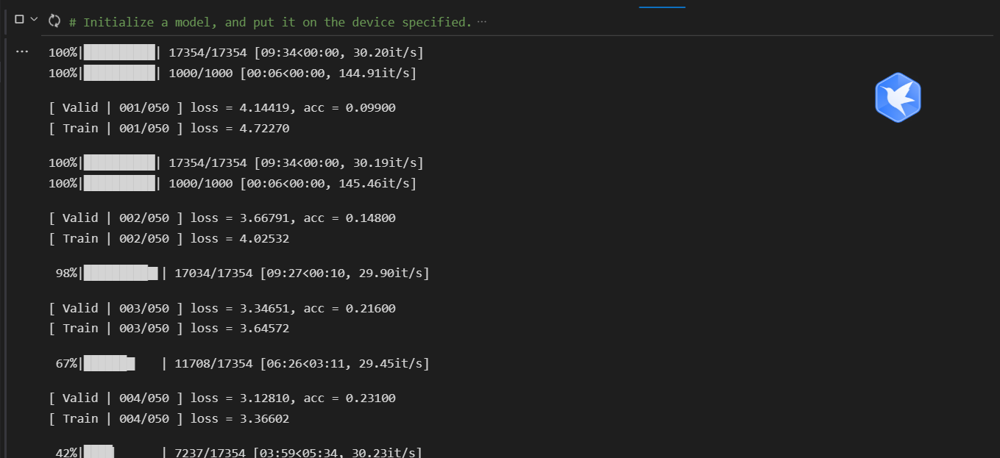 # Initialize a model, and put it on the device specified. ...
100%|██████████| 17354/17354 [09:34<00:00, 30.20it/s]
100%|██████████| 1000/1000 [00:06<00:00, 144.91it/s]
[ Valid | 001/050 ] loss = 4.14419, acc = 0.09900
[ Train | 001/050 ] loss = 4.72270
100%|██████████| 17354/17354 [09:34<00:00, 30.19it/s]
100%|██████████| 1000/1000 [00:06<00:00, 145.46it/s]
[ Valid | 002/050 ] loss = 3.66791, acc = 0.14800
[ Train | 002/050 ] loss = 4.02532
98%|█████████▊| 17034/17354 [09:27<00:10, 29.90it/s]
[ Valid | 003/050 ] loss = 3.34651, acc = 0.21600
[ Train | 003/050 ] loss = 3.64572
67%|██████▋   | 11708/17354 [06:26<03:11, 29.45it/s]
[ Valid | 004/050 ] loss = 3.12810, acc = 0.23100
[ Train | 004/050 ] loss = 3.36602
42%|████▏     | 7237/17354 [03:59<05:34, 30.23it/s]